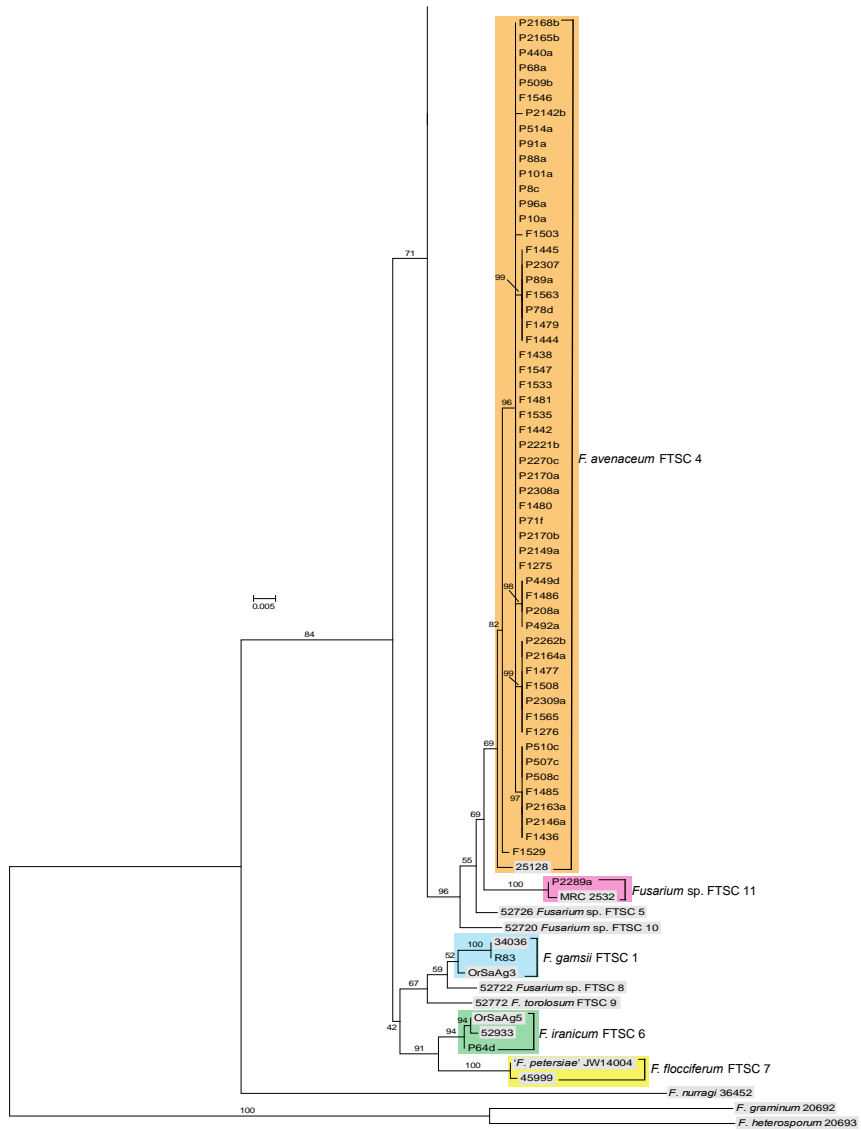 P2168b
P2165b
P440a
P68a
P509b
F1546
P2142b
P514a
P91a
P88a
P101a
P8c
P96a
P10a
F1503
71
F1445
P2307
99
P89a
F1563
P78d
F1479
F1444
F1438
F1547
F1533
F1481
96
F1535
F1442
P2221b
F. avenaceum FTSC 4
P2270c
P2170a
P2308a
F1480
P71f
P2170b
P2149a
F1275
P449d
98
F1486
0.005
P208a
P492a
82
84
P2262b
P2164a
F1477
99
F1508
P2309a
F1565
F1276
69
P510c
P507c
P508c
F1485
97
P2163a
P2146a
69
F1436
F1529
55
25128
100
P2289a
Fusarium sp. FTSC 11
96
MRC 2532
52726 Fusarium sp. FTSC 5
52720 Fusarium sp. FTSC 10
100
34036
52
R83
F. gamsii FTSC 1
59
OrSaAg3
67
52722 Fusarium sp. FTSC 8
52772 F. torolosum FTSC 9
42
94
OrSaAg5
94
52933
F. iranicum FTSC 6
91
P64d
100
'F. petersiae' JW14004
F. flocciferum FTSC 7
45999
F. nurragi 36452
100
F. graminum 20692
F. heterosporum 20693